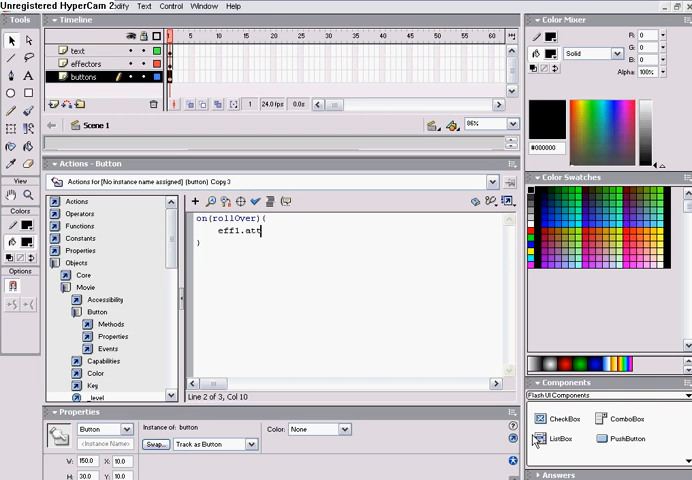 Unregistered HyperCam 2
dify Text Control Window Help
Tools
View
Colors
Options
Timeline
5 10 15 20 25 30 35 40 45 50 55 60
text
effectors
buttons
1 24.0 fps 0.0s
Scene 1
86%
Actions - Button
Actions for [No instance name assigned] (button) Copy 3
Actions
Operators
Functions
Constants
Properties
Objects
Core
Movie
Accessibility
Button
Methods
Properties
Events
Capabilities
Color
Key
_level
on(rollOver){
eff1.att
}
Line 2 of 3, Col 10
Properties
Button
<Instance Name>
Instance of: button
Swap...
Track as Button
Color: None
W: 150.0 X: 10.0
H: 30.0 Y: 10.0
Color Mixer
Solid
R: 0
G: 0
B: 0
Alpha: 100%
#000000
Color Swatches
Components
Flash UI Components
CheckBox
ComboBox
ListBox
PushButton
Answers